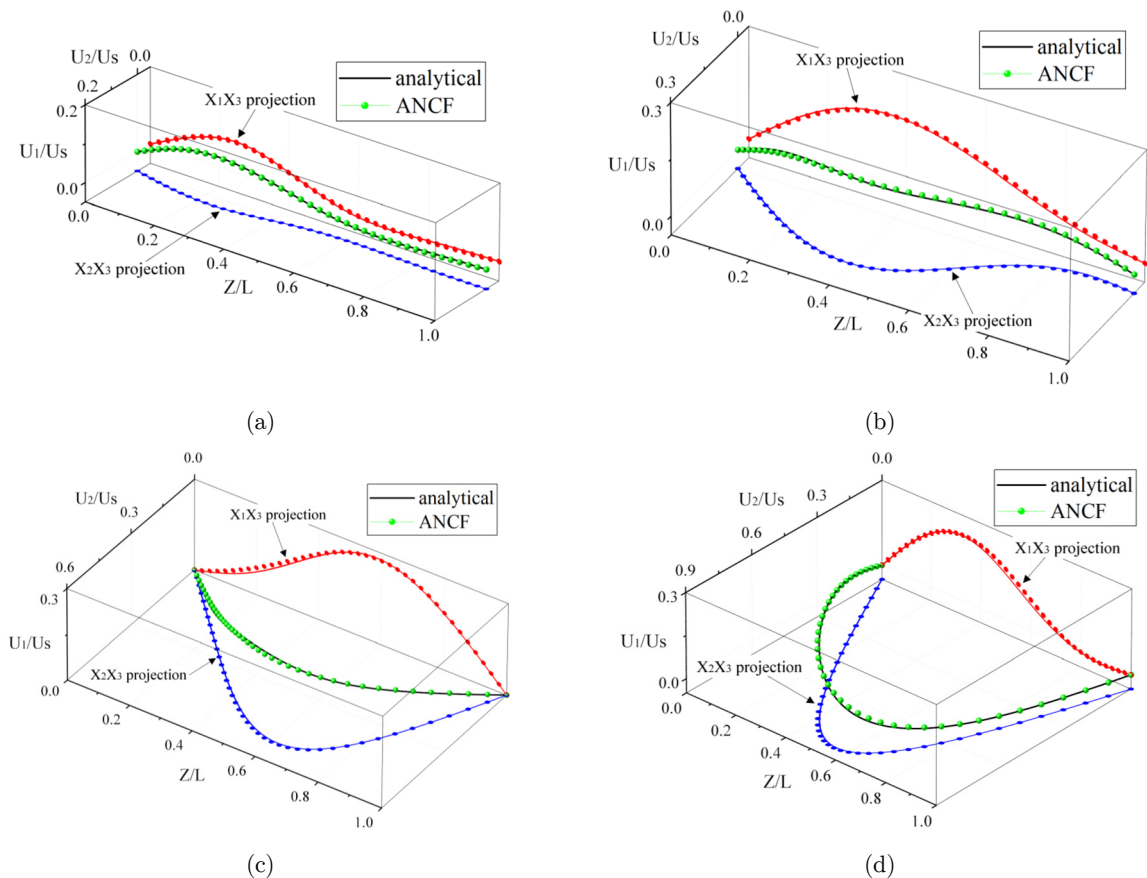 0.0
U2/Us
0.2
0.2
U1/Us
0.0
0.0
0.2
0.4
Z/L
0.6
0.8
1.0
analytical
ANCF
X1X3 projection
X2X3 projection
(a)
0.0
U2/Us
0.3
0.3
U1/Us
0.0
0.0
0.2
0.4
Z/L
0.6
0.8
1.0
analytical
ANCF
X1X3 projection
X2X3 projection
(b)
0.0
U2/Us
0.3
0.6
0.3
U1/Us
0.0
0.2
0.4
Z/L
0.6
0.8
1.0
analytical
ANCF
X1X3 projection
X2X3 projection
(c)
0.0
U2/Us
0.3
0.6
0.9
0.3
U1/Us
0.0
0.0
0.2
0.4
Z/L
0.6
0.8
1.0
analytical
ANCF
X1X3 projection
X2X3 projection
(d)